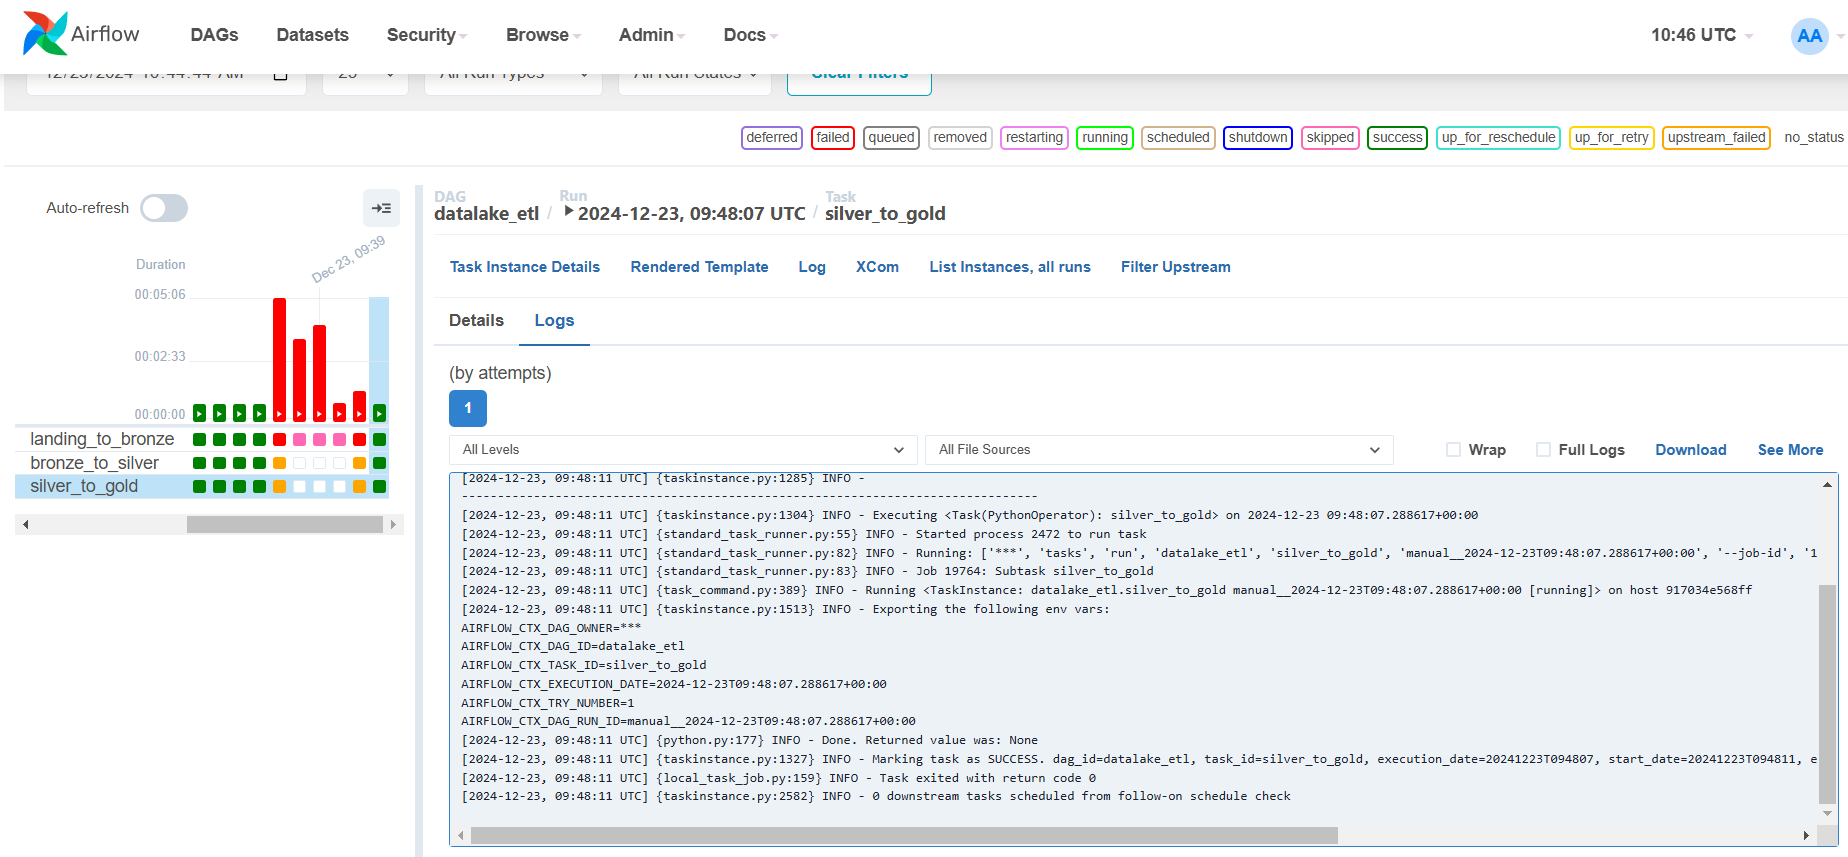 Airflow DAGs Datasets Security Browse Admin Docs 10:46 UTC AA
12/23/2024 10:44:44 AM 25 All Run Types All Run States Clear Filters
deferred failed queued removed restarting running scheduled shutdown skipped success up_for_reschedule up_for_retry upstream_failed no_status
Auto-refresh
Dec 23, 09:39
Duration
00:05:06
00:02:33
00:00:00
landing_to_bronze
bronze_to_silver
silver_to_gold
DAG Run Task
datalake_etl / 2024-12-23, 09:48:07 UTC / silver_to_gold
Task Instance Details Rendered Template Log XCom List Instances, all runs Filter Upstream
Details Logs
(by attempts)
1
All Levels All File Sources Wrap Full Logs Download See More
[2024-12-23, 09:48:11 UTC] {taskinstance.py:1285} INFO -
--------------------------------------------------------------------------------
[2024-12-23, 09:48:11 UTC] {taskinstance.py:1304} INFO - Executing <Task(PythonOperator): silver_to_gold> on 2024-12-23 09:48:07.288617+00:00
[2024-12-23, 09:48:11 UTC] {standard_task_runner.py:55} INFO - Started process 2472 to run task
[2024-12-23, 09:48:11 UTC] {standard_task_runner.py:82} INFO - Running: ['***', 'tasks', 'run', 'datalake_etl', 'silver_to_gold', 'manual__2024-12-23T09:48:07.288617+00:00', '--job-id', '1
[2024-12-23, 09:48:11 UTC] {standard_task_runner.py:83} INFO - Job 19764: Subtask silver_to_gold
[2024-12-23, 09:48:11 UTC] {task_command.py:389} INFO - Running <TaskInstance: datalake_etl.silver_to_gold manual__2024-12-23T09:48:07.288617+00:00 [running]> on host 917034e568ff
[2024-12-23, 09:48:11 UTC] {taskinstance.py:1513} INFO - Exporting the following env vars:
AIRFLOW_CTX_DAG_OWNER=***
AIRFLOW_CTX_DAG_ID=datalake_etl
AIRFLOW_CTX_TASK_ID=silver_to_gold
AIRFLOW_CTX_EXECUTION_DATE=2024-12-23T09:48:07.288617+00:00
AIRFLOW_CTX_TRY_NUMBER=1
AIRFLOW_CTX_DAG_RUN_ID=manual__2024-12-23T09:48:07.288617+00:00
[2024-12-23, 09:48:11 UTC] {python.py:177} INFO - Done. Returned value was: None
[2024-12-23, 09:48:11 UTC] {taskinstance.py:1327} INFO - Marking task as SUCCESS. dag_id=datalake_etl, task_id=silver_to_gold, execution_date=20241223T094807, start_date=20241223T094811, e
[2024-12-23, 09:48:11 UTC] {local_task_job.py:159} INFO - Task exited with return code 0
[2024-12-23, 09:48:11 UTC] {taskinstance.py:2582} INFO - 0 downstream tasks scheduled from follow-on schedule check